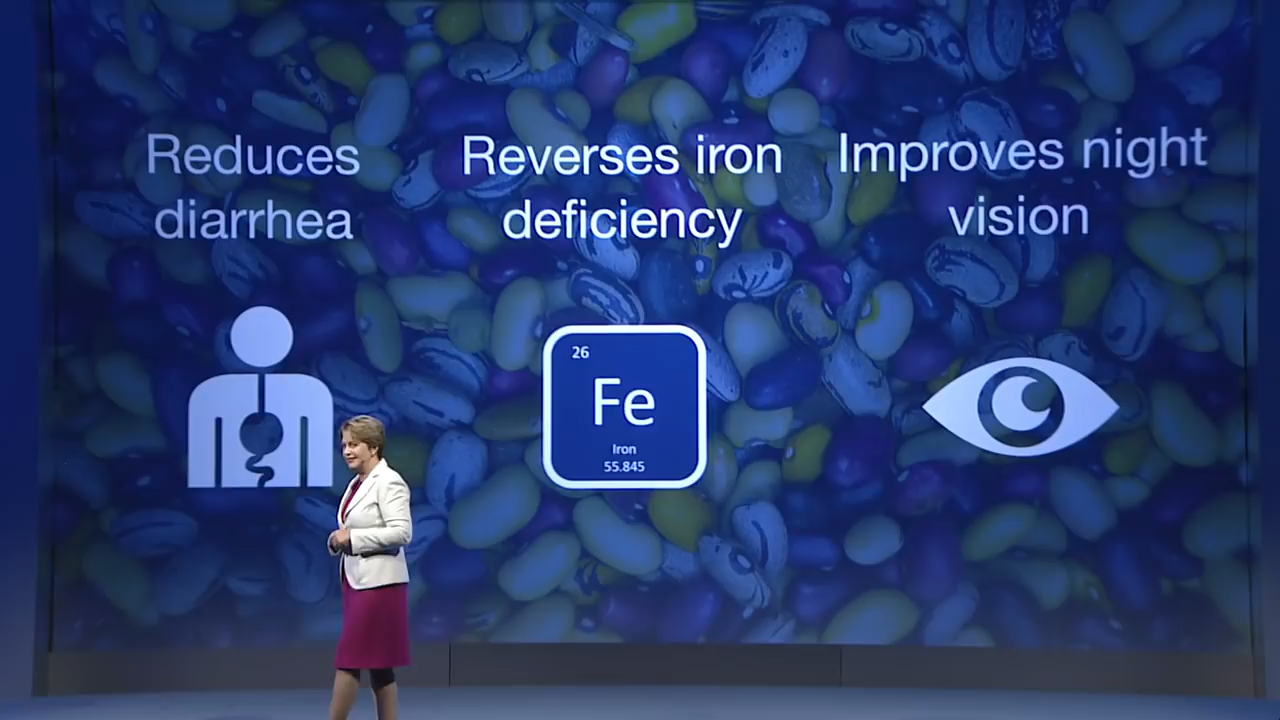 Reduces
diarrhea
Reverses iron
deficiency
Improves night
vision
26
Fe
Iron
55.845